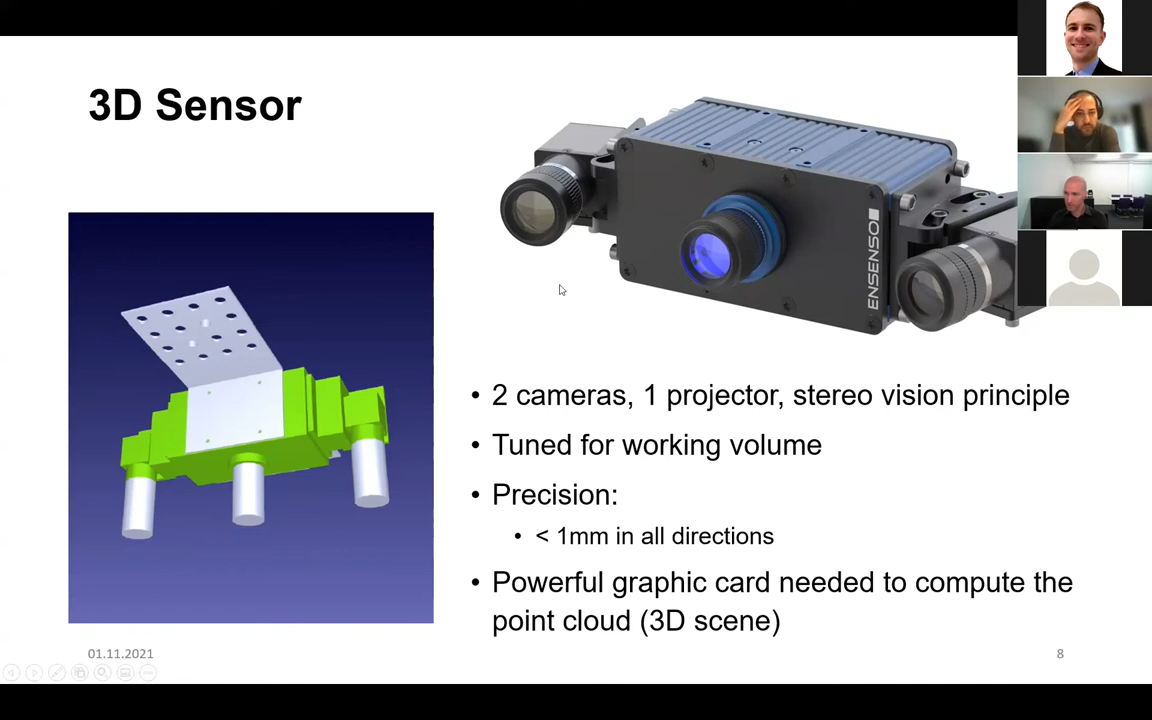 3D Sensor
ENSENSO
• 2 cameras, 1 projector, stereo vision principle
• Tuned for working volume
• Precision:
• < 1mm in all directions
• Powerful graphic card needed to compute the
point cloud (3D scene)
01.11.2021
8